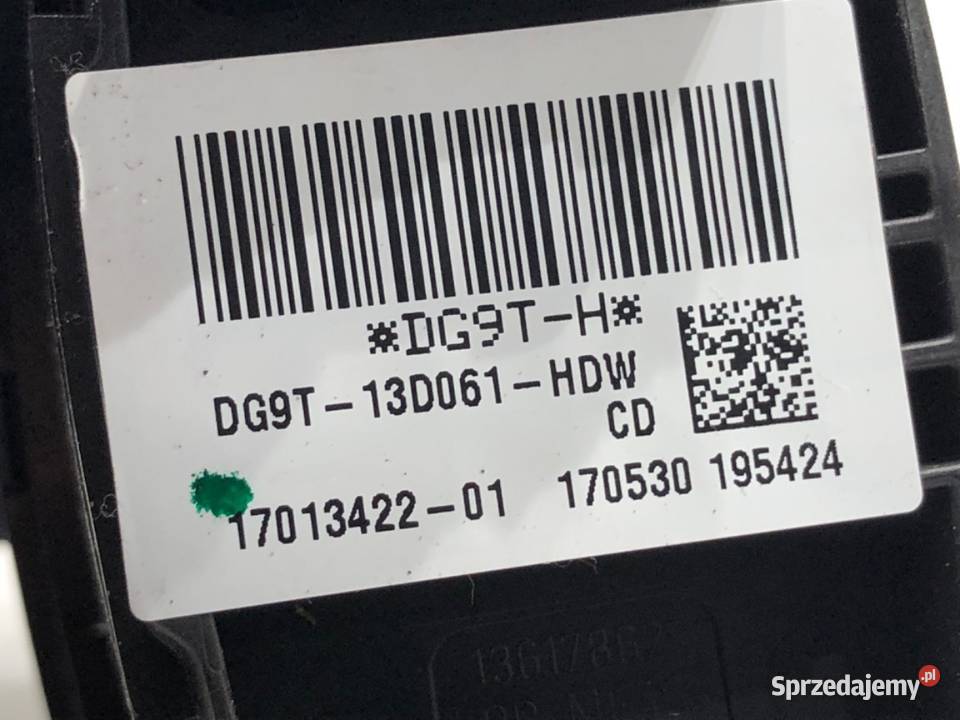 *DG9T-H*
DG9T-13D061-HDW
CD
17013422-01 170530 195424
Sprzedajemy.pl